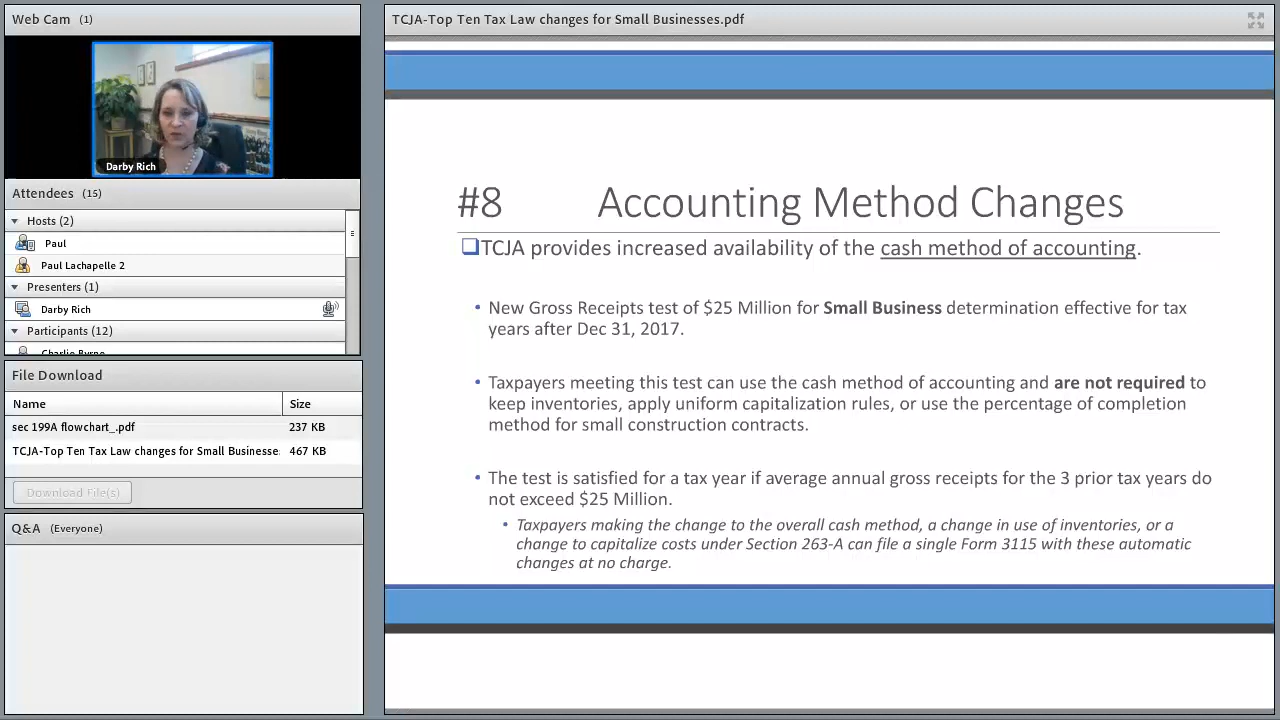 Web Cam (1)
Darby Rich
Attendees (15)
Hosts (2)
Paul
Paul Lachapelle 2
Presenters (1)
Darby Rich
Participants (12)
Charlie Byrne
File Download
Name Size
sec 199A flowchart_.pdf 237 KB
TCJA-Top Ten Tax Law changes for Small Businesse 467 KB
Download File(s)
Q&A (Everyone)
TCJA-Top Ten Tax Law changes for Small Businesses.pdf
#8 Accounting Method Changes
❑TCJA provides increased availability of the cash method of accounting.
• New Gross Receipts test of $25 Million for Small Business determination effective for tax
years after Dec 31, 2017.
• Taxpayers meeting this test can use the cash method of accounting and are not required to
keep inventories, apply uniform capitalization rules, or use the percentage of completion
method for small construction contracts.
• The test is satisfied for a tax year if average annual gross receipts for the 3 prior tax years do
not exceed $25 Million.
• Taxpayers making the change to the overall cash method, a change in use of inventories, or a
change to capitalize costs under Section 263-A can file a single Form 3115 with these automatic
changes at no charge.